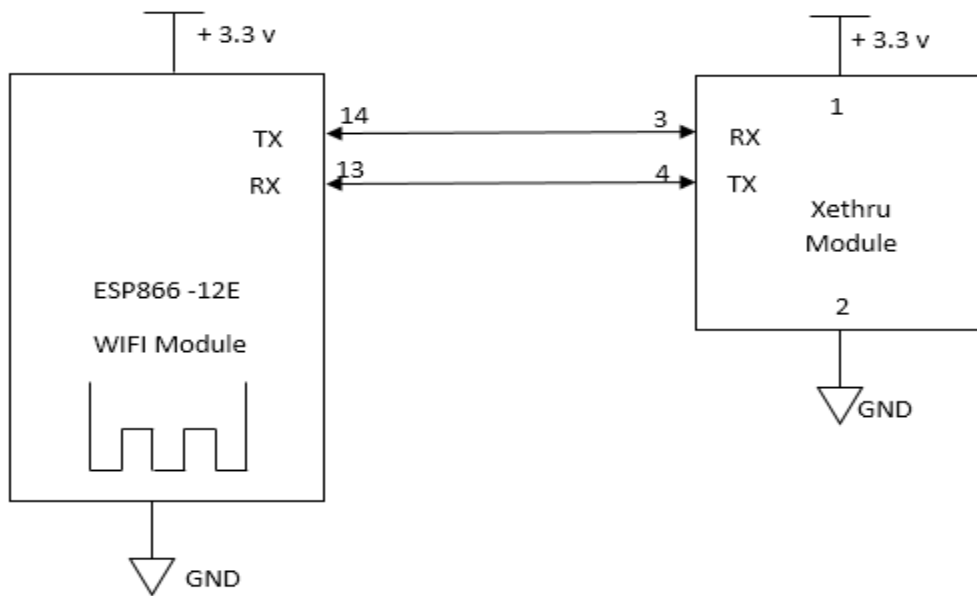 + 3.3 v
+ 3.3 v
14
3
1
TX
RX
13
4
RX
TX
Xethru
Module
ESP866 -12E
WIFI Module
2
GND
GND